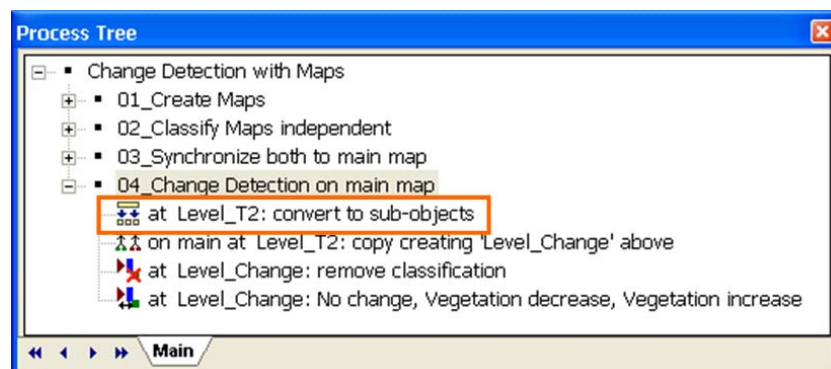 Process Tree
Change Detection with Maps
01_Create Maps
02_Classify Maps independent
03_Synchronize both to main map
04_Change Detection on main map
at Level_T2: convert to sub-objects
on main at Level_T2: copy creating 'Level_Change' above
at Level_Change: remove classification
at Level_Change: No change, Vegetation decrease, Vegetation increase
Main